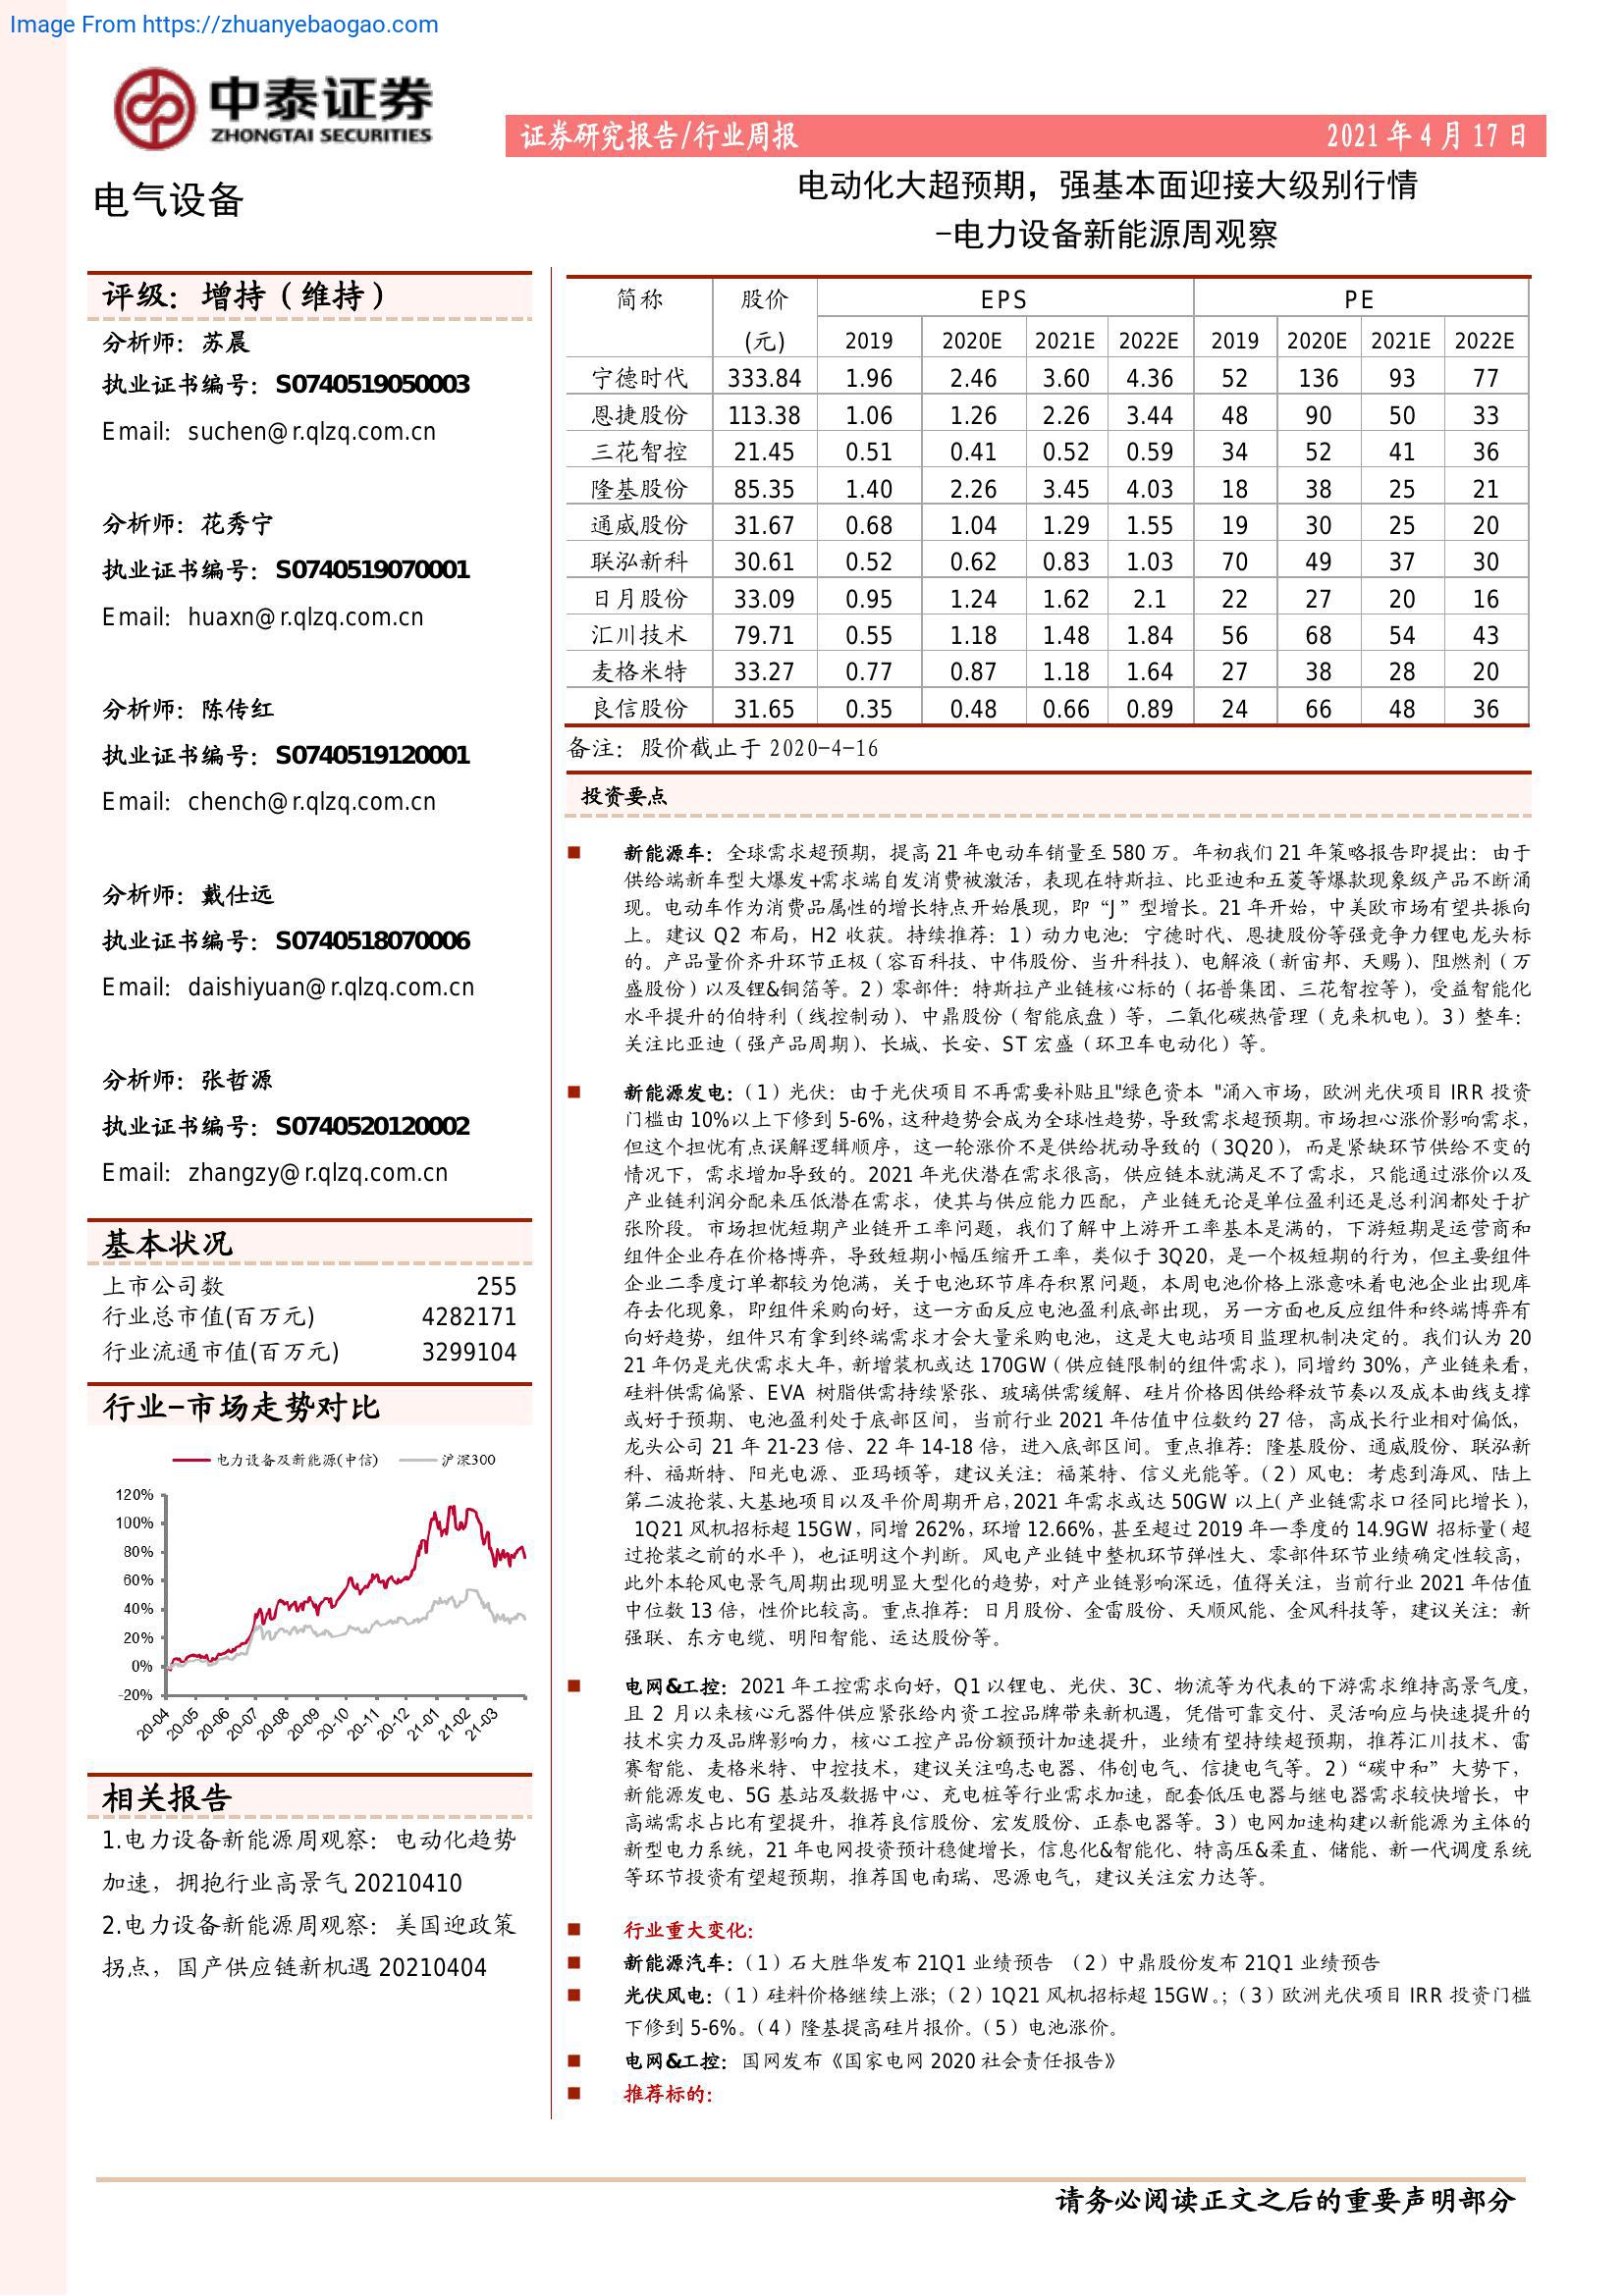 Image From https://zhuanyebaogao.com
中泰证券
ZHONGTAI SECURITIES
证券研究报告/行业周报 2021 年 4 月 17 日
电气设备
电动化大超预期，强基本面迎接大级别行情
-电力设备新能源周观察
评级：增持（维持）
分析师：苏晨
执业证书编号：S0740519050003
Email：suchen@r.qlzq.com.cn
分析师：花秀宁
执业证书编号：S0740519070001
Email：huaxn@r.qlzq.com.cn
分析师：陈传红
执业证书编号：S0740519120001
Email：chench@r.qlzq.com.cn
分析师：戴仕远
执业证书编号：S0740518070006
Email：daishiyuan@r.qlzq.com.cn
分析师：张哲源
执业证书编号：S0740520120002
Email：zhangzy@r.qlzq.com.cn
基本状况
上市公司数 255
行业总市值(百万元) 4282171
行业流通市值(百万元) 3299104
行业-市场走势对比
电力设备及新能源(中信) 沪深300
120%
100%
80%
60%
40%
20%
0%
-20%
20-04 20-05 20-06 20-07 20-08 20-09 20-10 20-11 20-12 21-01 21-02 21-03
相关报告
1.电力设备新能源周观察：电动化趋势
加速，拥抱行业高景气 20210410
2.电力设备新能源周观察：美国迎政策
拐点，国产供应链新机遇 20210404
简称 股价 EPS PE
(元) 2019 2020E 2021E 2022E 2019 2020E 2021E 2022E
宁德时代 333.84 1.96 2.46 3.60 4.36 52 136 93 77
恩捷股份 113.38 1.06 1.26 2.26 3.44 48 90 50 33
三花智控 21.45 0.51 0.41 0.52 0.59 34 52 41 36
隆基股份 85.35 1.40 2.26 3.45 4.03 18 38 25 21
通威股份 31.67 0.68 1.04 1.29 1.55 19 30 25 20
联泓新科 30.61 0.52 0.62 0.83 1.03 70 49 37 30
日月股份 33.09 0.95 1.24 1.62 2.1 22 27 20 16
汇川技术 79.71 0.55 1.18 1.48 1.84 56 68 54 43
麦格米特 33.27 0.77 0.87 1.18 1.64 27 38 28 20
良信股份 31.65 0.35 0.48 0.66 0.89 24 66 48 36
备注：股价截止于 2020-4-16
投资要点
■ 新能源车：全球需求超预期，提高 21 年电动车销量至 580 万。年初我们 21 年策略报告即提出：由于
供给端新车型大爆发+需求端自发消费被激活，表现在特斯拉、比亚迪和五菱等爆款现象级产品不断涌
现。电动车作为消费品属性的增长特点开始展现，即“J”型增长。21 年开始，中美欧市场有望共振向
上。建议 Q2 布局，H2 收获。持续推荐：1）动力电池：宁德时代、恩捷股份等强竞争力锂电龙头标
的。产品量价齐升环节正极（容百科技、中伟股份、当升科技）、电解液（新宙邦、天赐）、阻燃剂（万
盛股份）以及锂&铜箔等。2）零部件：特斯拉产业链核心标的（拓普集团、三花智控等），受益智能化
水平提升的伯特利（线控制动）、中鼎股份（智能底盘）等，二氧化碳热管理（克来机电）。3）整车：
关注比亚迪（强产品周期）、长城、长安、ST 宏盛（环卫车电动化）等。
■ 新能源发电：（1）光伏：由于光伏项目不再需要补贴且"绿色资本 "涌入市场，欧洲光伏项目 IRR 投资
门槛由 10%以上下修到 5-6%，这种趋势会成为全球性趋势，导致需求超预期。市场担心涨价影响需求，
但这个担忧有点误解逻辑顺序，这一轮涨价不是供给扰动导致的（3Q20），而是紧缺环节供给不变的
情况下，需求增加导致的。2021 年光伏潜在需求很高，供应链本就满足不了需求，只能通过涨价以及
产业链利润分配来压低潜在需求，使其与供应能力匹配，产业链无论是单位盈利还是总利润都处于扩
张阶段。市场担忧短期产业链开工率问题，我们了解中上游开工率基本是满的，下游短期是运营商和
组件企业存在价格博弈，导致短期小幅压缩开工率，类似于 3Q20，是一个极短期的行为，但主要组件
企业二季度订单都较为饱满，关于电池环节库存积累问题，本周电池价格上涨意味着电池企业出现库
存去化现象，即组件采购向好，这一方面反应电池盈利底部出现，另一方面也反应组件和终端博弈有
向好趋势，组件只有拿到终端需求才会大量采购电池，这是大电站项目监理机制决定的。我们认为 20
21 年仍是光伏需求大年，新增装机或达 170GW（供应链限制的组件需求），同增约 30%，产业链来看，
硅料供需偏紧、EVA 树脂供需持续紧张、玻璃供需缓解、硅片价格因供给释放节奏以及成本曲线支撑
或好于预期、电池盈利处于底部区间，当前行业 2021 年估值中位数约 27 倍，高成长行业相对偏低，
龙头公司 21 年 21-23 倍、22 年 14-18 倍，进入底部区间。重点推荐：隆基股份、通威股份、联泓新
科、福斯特、阳光电源、亚玛顿等，建议关注：福莱特、信义光能等。（2）风电：考虑到海风、陆上
第二波抢装、大基地项目以及平价周期开启，2021 年需求或达 50GW 以上（产业链需求口径同比增长），
1Q21 风机招标超 15GW，同增 262%，环增 12.66%，甚至超过 2019 年一季度的 14.9GW 招标量（超
过抢装之前的水平），也证明这个判断。风电产业链中整机环节弹性大、零部件环节业绩确定性较高，
此外本轮风电景气周期出现明显大型化的趋势，对产业链影响深远，值得关注，当前行业 2021 年估值
中位数 13 倍，性价比较高。重点推荐：日月股份、金雷股份、天顺风能、金风科技等，建议关注：新
强联、东方电缆、明阳智能、运达股份等。
■ 电网&工控：2021 年工控需求向好，Q1 以锂电、光伏、3C、物流等为代表的下游需求维持高景气度，
且 2 月以来核心元器件供应紧张给内资工控品牌带来新机遇，凭借可靠交付、灵活响应与快速提升的
技术实力及品牌影响力，核心工控产品份额预计加速提升，业绩有望持续超预期，推荐汇川技术、雷
赛智能、麦格米特、中控技术，建议关注鸣志电器、伟创电气、信捷电气等。2）“碳中和”大势下，
新能源发电、5G 基站及数据中心、充电桩等行业需求加速，配套低压电器与继电器需求较快增长，中
高端需求占比有望提升，推荐良信股份、宏发股份、正泰电器等。3）电网加速构建以新能源为主体的
新型电力系统，21 年电网投资预计稳健增长，信息化&智能化、特高压&柔直、储能、新一代调度系统
等环节投资有望超预期，推荐国电南瑞、思源电气，建议关注宏力达等。
■ 行业重大变化：
■ 新能源汽车：（1）石大胜华发布 21Q1 业绩预告 （2）中鼎股份发布 21Q1 业绩预告
■ 光伏风电：（1）硅料价格继续上涨；（2）1Q21 风机招标超 15GW。；（3）欧洲光伏项目 IRR 投资门槛
下修到 5-6%。（4）隆基提高硅片报价。（5）电池涨价。
■ 电网&工控：国网发布《国家电网 2020 社会责任报告》
■ 推荐标的：
请务必阅读正文之后的重要声明部分